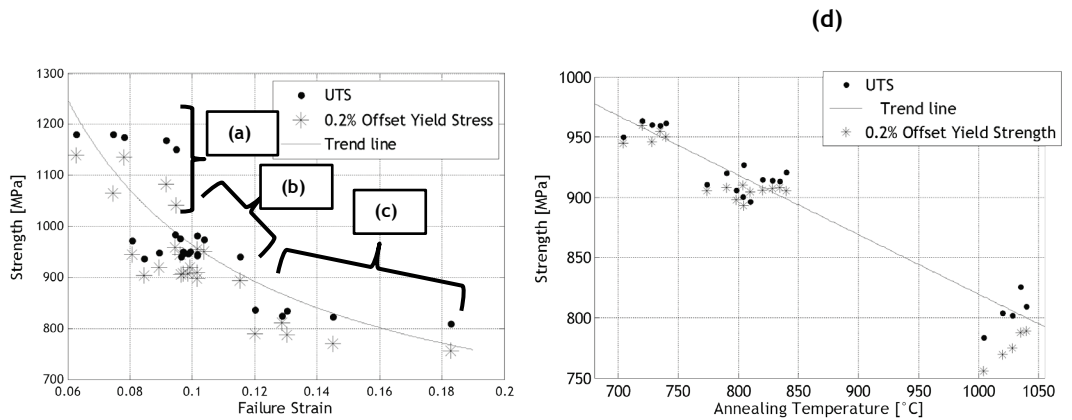 (d)
1300
1200
1100
1000
900
800
700
0.06
0.08
0.1
0.12
0.14
0.16
0.18
0.2
Strength [MPa]
Failure Strain
UTS
0.2% Offset Yield Stress
Trend line
(a)
(b)
(c)
1000
950
900
850
800
750
700
750
800
850
900
950
1000
1050
Strength [MPa]
Annealing Temperature [°C]
UTS
Trend line
0.2% Offset Yield Strength